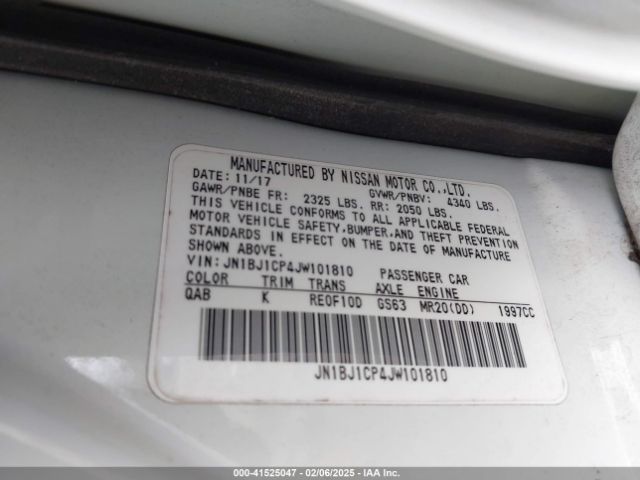 MANUFACTURED BY NISSAN MOTOR CO.,LTD.
DATE: 11/17 GVWR/PNBV: 4340 LBS.
GAWR/PNBE FR: 2325 LBS. RR: 2050 LBS.
THIS VEHICLE CONFORMS TO ALL APPLICABLE FEDERAL
MOTOR VEHICLE SAFETY,BUMPER,AND THEFT PREVENTION
STANDARDS IN EFFECT ON THE DATE OF MANUFACTURE
SHOWN ABOVE.
VIN: JN1BJ1CP4JW101810 PASSENGER CAR
COLOR TRIM TRANS AXLE ENGINE
QAB K RE0F10D GS63 MR20(DD) 1997CC
JN1BJ1CP4JW101810
000-41525047 - 02/06/2025 - IAA Inc.